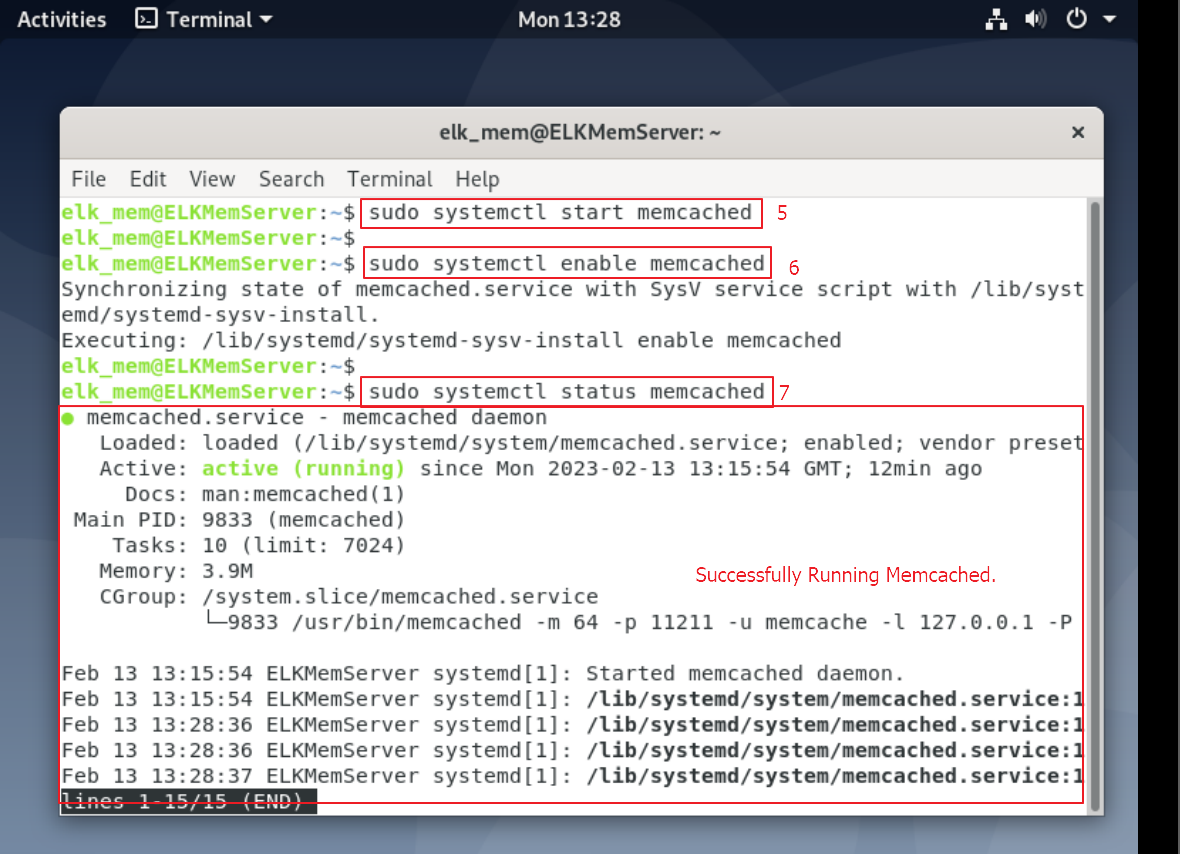 Activities Terminal Mon 13:28
elk_mem@ELKMemServer: ~ ×
File Edit View Search Terminal Help
elk_mem@ELKMemServer:~$ sudo systemctl start memcached 5
elk_mem@ELKMemServer:~$
elk_mem@ELKMemServer:~$ sudo systemctl enable memcached 6
Synchronizing state of memcached.service with SysV service script with /lib/syst
emd/systemd-sysv-install.
Executing: /lib/systemd/systemd-sysv-install enable memcached
elk_mem@ELKMemServer:~$
elk_mem@ELKMemServer:~$ sudo systemctl status memcached 7
● memcached.service - memcached daemon
Loaded: loaded (/lib/systemd/system/memcached.service; enabled; vendor preset
Active: active (running) since Mon 2023-02-13 13:15:54 GMT; 12min ago
Docs: man:memcached(1)
Main PID: 9833 (memcached)
Tasks: 10 (limit: 7024)
Memory: 3.9M
Successfully Running Memcached.
CGroup: /system.slice/memcached.service
└─9833 /usr/bin/memcached -m 64 -p 11211 -u memcache -l 127.0.0.1 -P
Feb 13 13:15:54 ELKMemServer systemd[1]: Started memcached daemon.
Feb 13 13:15:54 ELKMemServer systemd[1]: /lib/systemd/system/memcached.service:1
Feb 13 13:28:36 ELKMemServer systemd[1]: /lib/systemd/system/memcached.service:1
Feb 13 13:28:36 ELKMemServer systemd[1]: /lib/systemd/system/memcached.service:1
Feb 13 13:28:37 ELKMemServer systemd[1]: /lib/systemd/system/memcached.service:1
lines 1-15/15 (END)